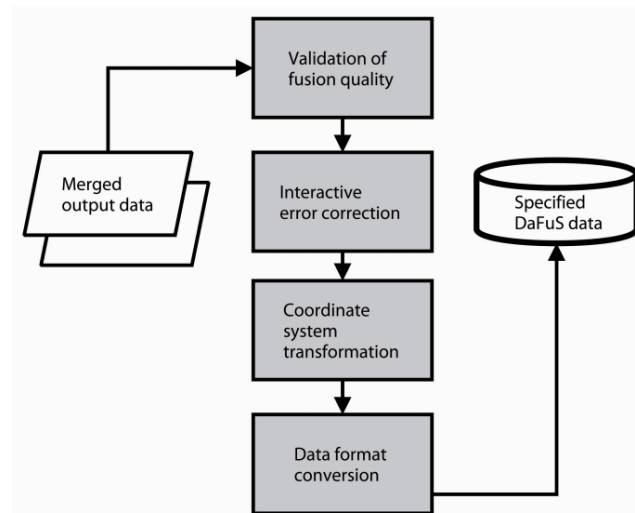 Validation of
fusion quality
Merged
output data
Interactive
error correction
Specified
DaFuS data
Coordinate
system
transformation
Data format
conversion